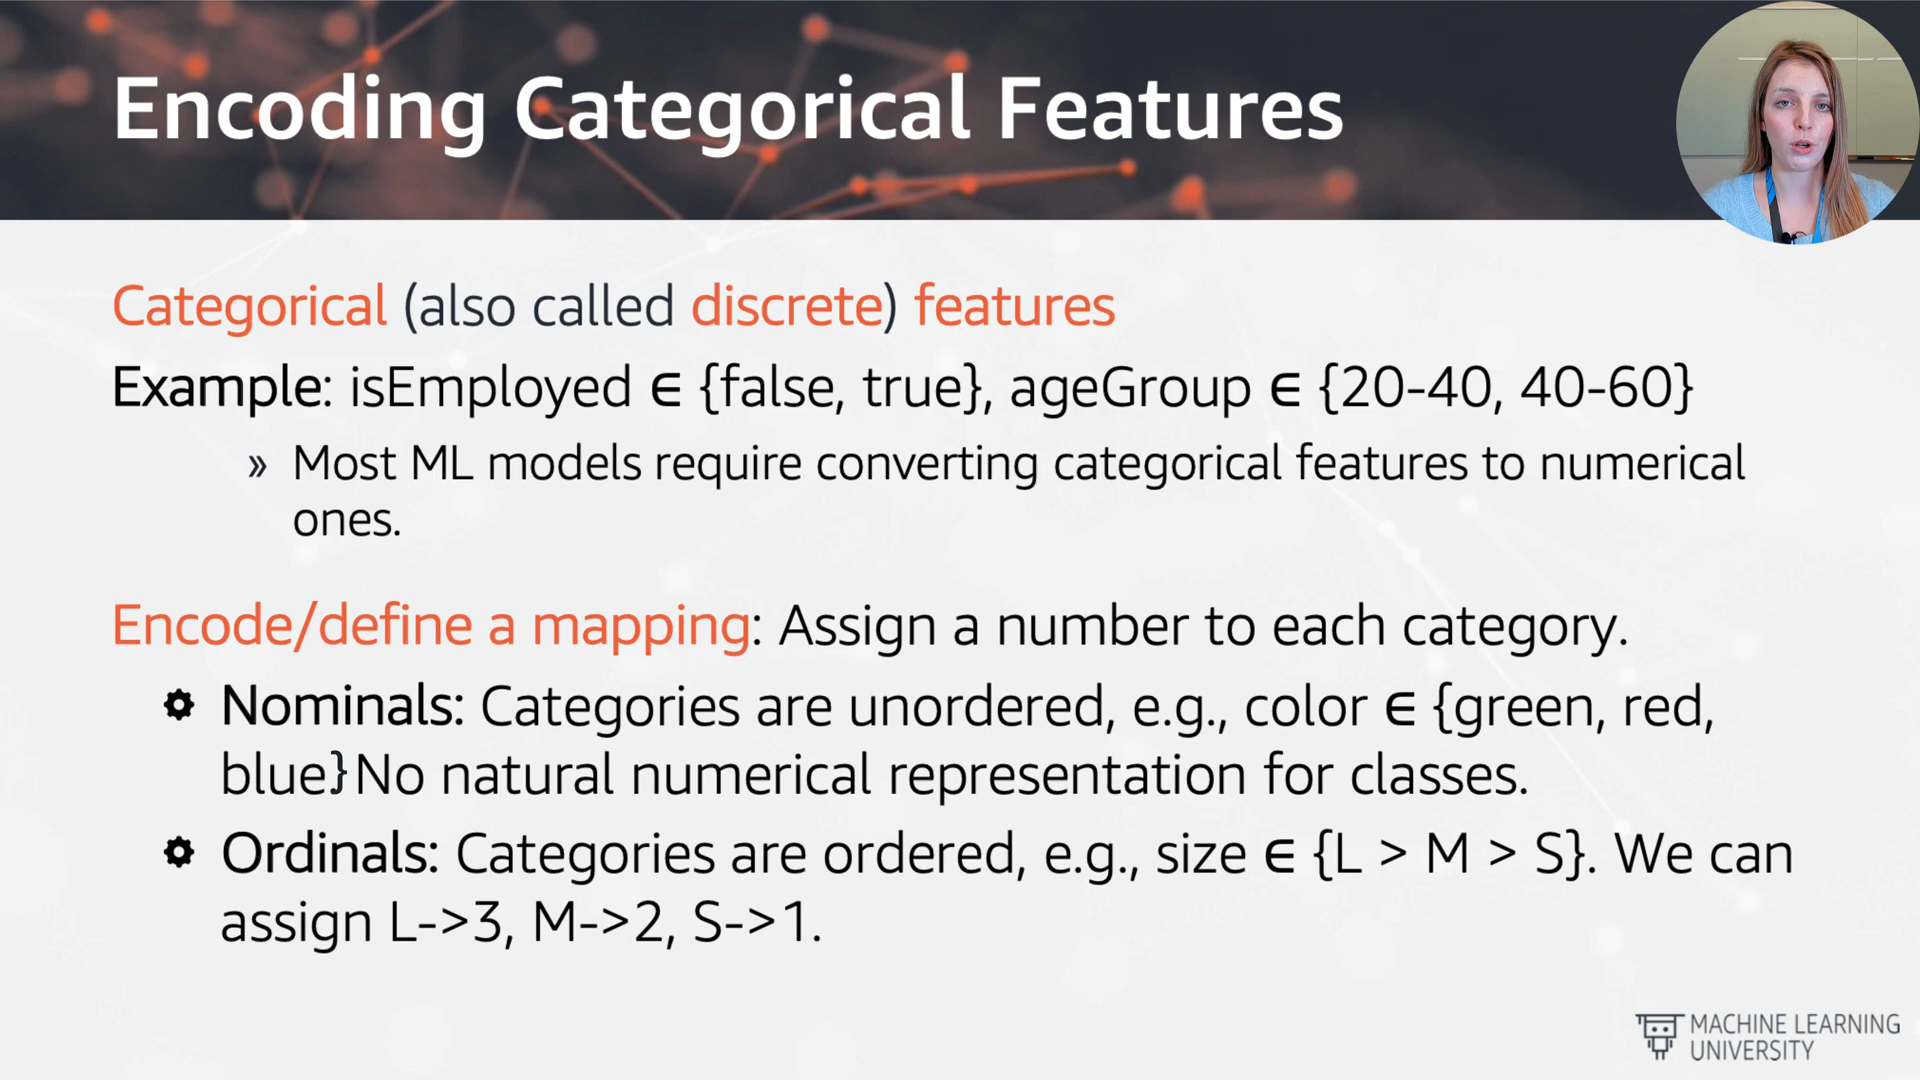 Encoding Categorical Features
Categorical (also called discrete) features
Example: isEmployed ∈ {false, true}, ageGroup ∈ {20-40, 40-60}
» Most ML models require converting categorical features to numerical
ones.
Encode/define a mapping: Assign a number to each category.
Nominals: Categories are unordered, e.g., color ∈ {green, red,
blue}No natural numerical representation for classes.
Ordinals: Categories are ordered, e.g., size ∈ {L > M > S}. We can
assign L->3, M->2, S->1.
MACHINE LEARNING
UNIVERSITY